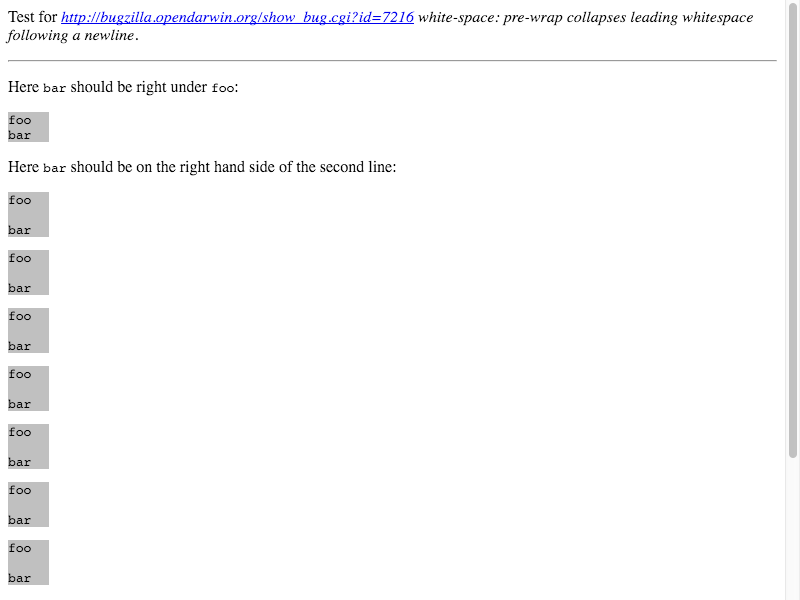 Test for http://bugzilla.opendarwin.org/show_bug.cgi?id=7216 white-space: pre-wrap collapses leading whitespace
following a newline.
Here bar should be right under foo:
foo
bar
Here bar should be on the right hand side of the second line:
foo
bar
foo
bar
foo
bar
foo
bar
foo
bar
foo
bar
foo
bar